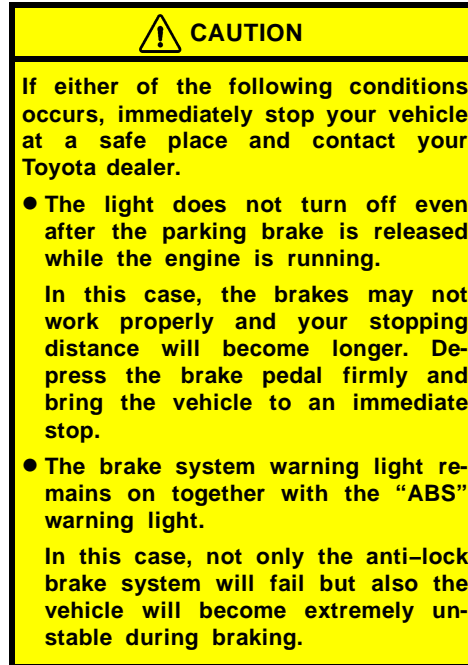 CAUTION
If either of the following conditions
occurs, immediately stop your vehicle
at a safe place and contact your
Toyota dealer.
● The light does not turn off even
after the parking brake is released
while the engine is running.
In this case, the brakes may not
work properly and your stopping
distance will become longer. De-
press the brake pedal firmly and
bring the vehicle to an immediate
stop.
● The brake system warning light re-
mains on together with the “ABS”
warning light.
In this case, not only the anti–lock
brake system will fail but also the
vehicle will become extremely un-
stable during braking.